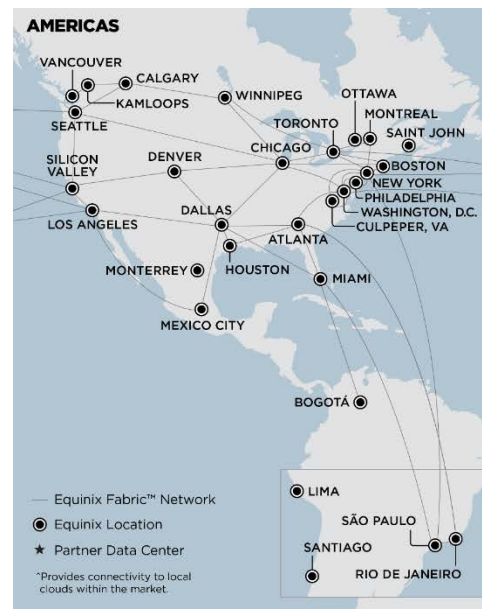 AMERICAS
VANCOUVER
CALGARY
KAMLOOPS
WINNIPEG
OTTAWA
MONTREAL
TORONTO
SAINT JOHN
SEATTLE
CHICAGO
BOSTON
SILICON
VALLEY
DENVER
NEW YORK
PHILADELPHIA
WASHINGTON, D.C.
CULPEPER, VA
LOS ANGELES
DALLAS
ATLANTA
MONTERREY
HOUSTON
MIAMI
MEXICO CITY
BOGOTÁ
LIMA
SÃO PAULO
SANTIAGO
RIO DE JANEIRO
Equinix Fabric™ Network
Equinix Location
Partner Data Center
^Provides connectivity to local
clouds within the market.